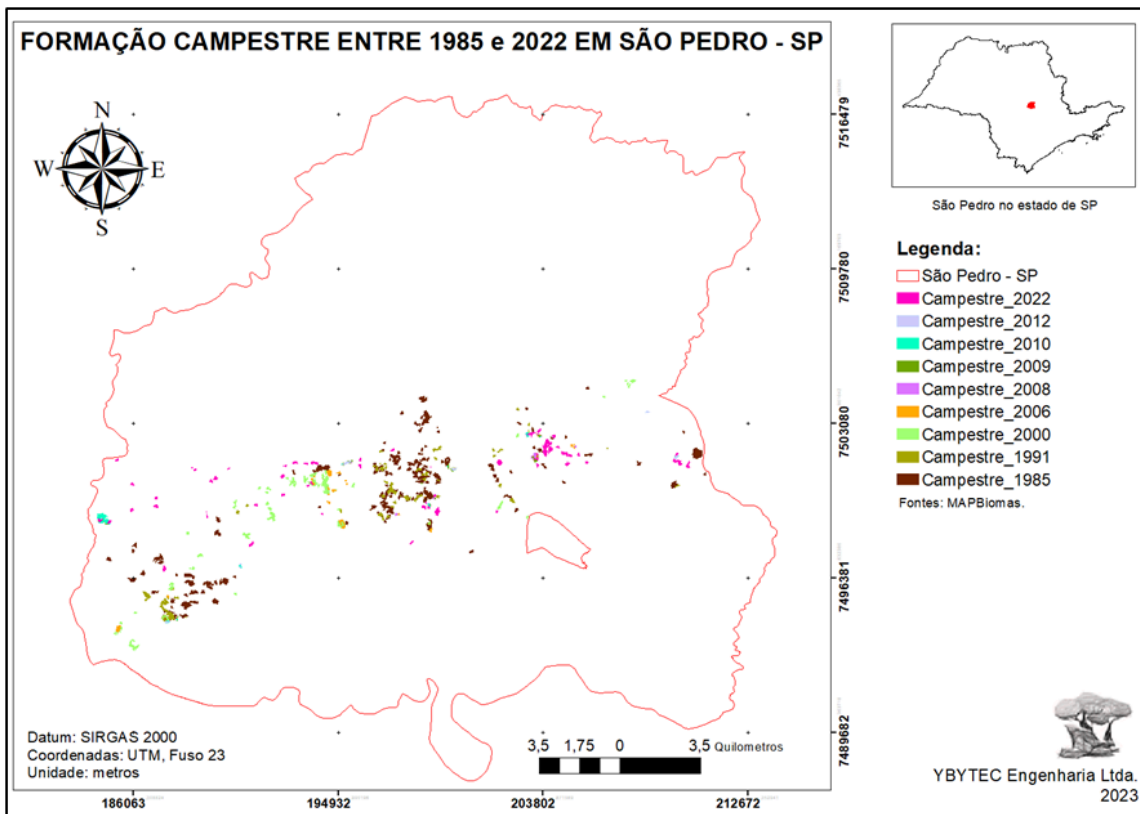 FORMAÇÃO CAMPESTRE ENTRE 1985 e 2022 EM SÃO PEDRO - SP
N
W E
S
7516479
7509780
7503080
7496381
7489682
Datum: SIRGAS 2000
Coordenadas: UTM, Fuso 23
Unidade: metros
3,5 1,75 0 3,5 Quilometros
186063 194932 203802 212672
São Pedro no estado de SP
Legenda:
São Pedro - SP
Campestre_2022
Campestre_2012
Campestre_2010
Campestre_2009
Campestre_2008
Campestre_2006
Campestre_2000
Campestre_1991
Campestre_1985
Fontes: MAPBiomas.
YBYTEC Engenharia Ltda.
2023